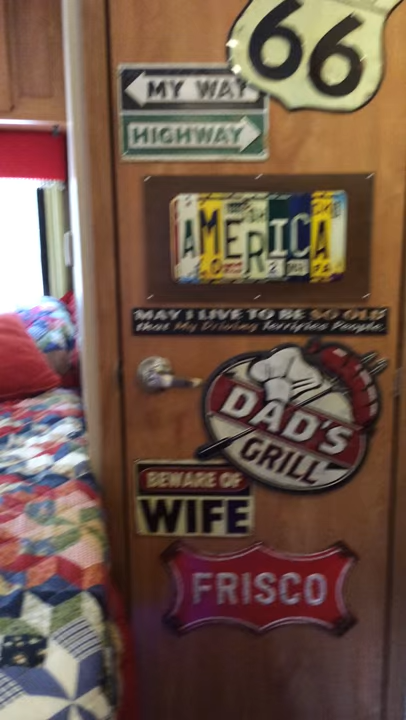 66
MY WAY
HIGHWAY
AMERICA
MAY I LIVE TO BE SO OLD
that My Driving Terrifies People.
DAD'S
GRILL
BEWARE OF
WIFE
FRISCO